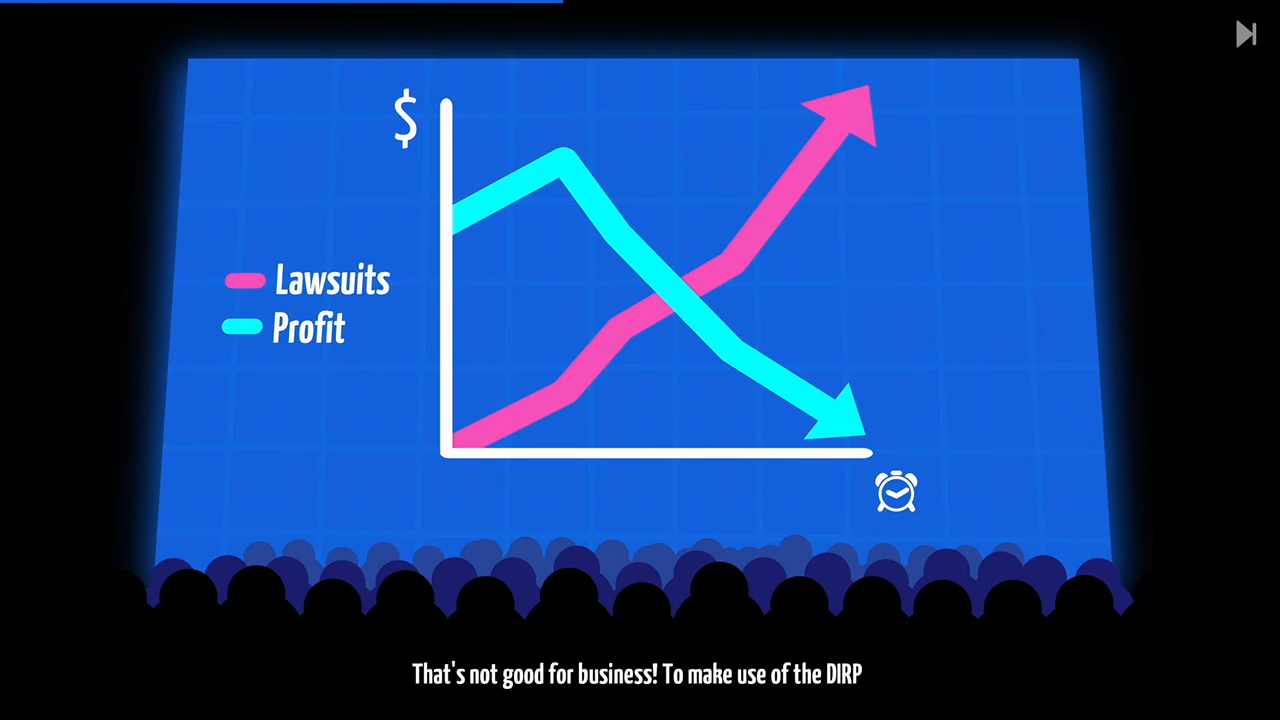 $
Lawsuits
Profit
That's not good for business! To make use of the DIRP